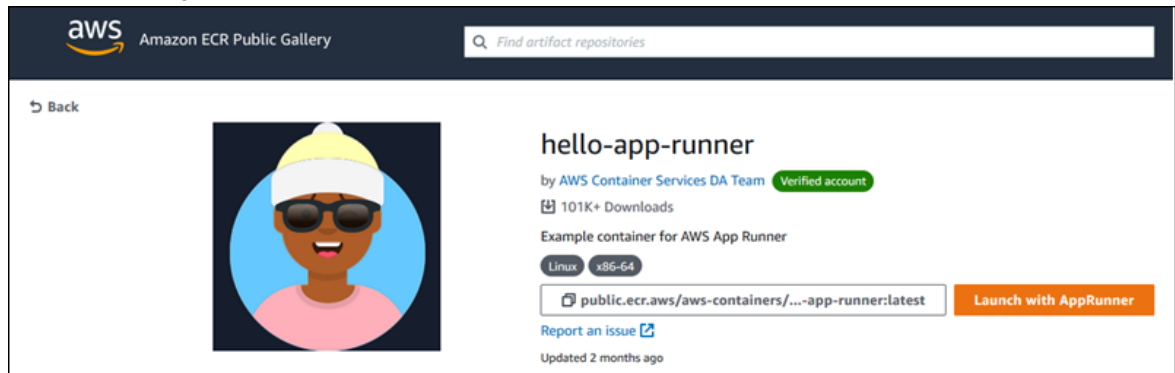 aws
Amazon ECR Public Gallery
Find artifact repositories
Back
hello-app-runner
by AWS Container Services DA Team Verified account
101K+ Downloads
Example container for AWS App Runner
Linux x86-64
public.ecr.aws/aws-containers/...-app-runner:latest Launch with AppRunner
Report an issue
Updated 2 months ago